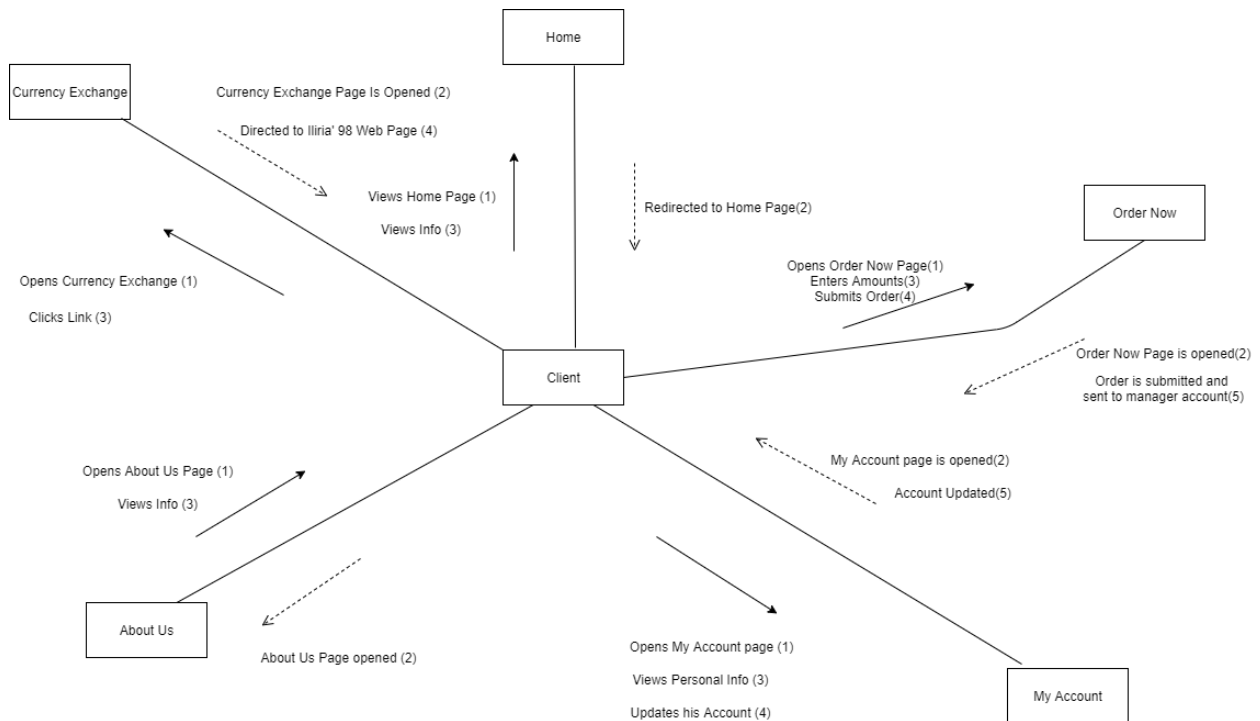 Home
Currency Exchange
Currency Exchange Page Is Opened (2)
Directed to Iliria' 98 Web Page (4)
Views Home Page (1)
Views Info (3)
Redirected to Home Page(2)
Order Now
Opens Currency Exchange (1)
Clicks Link (3)
Opens Order Now Page(1)
Enters Amounts(3)
Submits Order(4)
Order Now Page is opened(2)
Order is submitted and
sent to manager account(5)
Client
Opens About Us Page (1)
Views Info (3)
My Account page is opened(2)
Account Updated(5)
About Us
About Us Page opened (2)
Opens My Account page (1)
Views Personal Info (3)
Updates his Account (4)
My Account